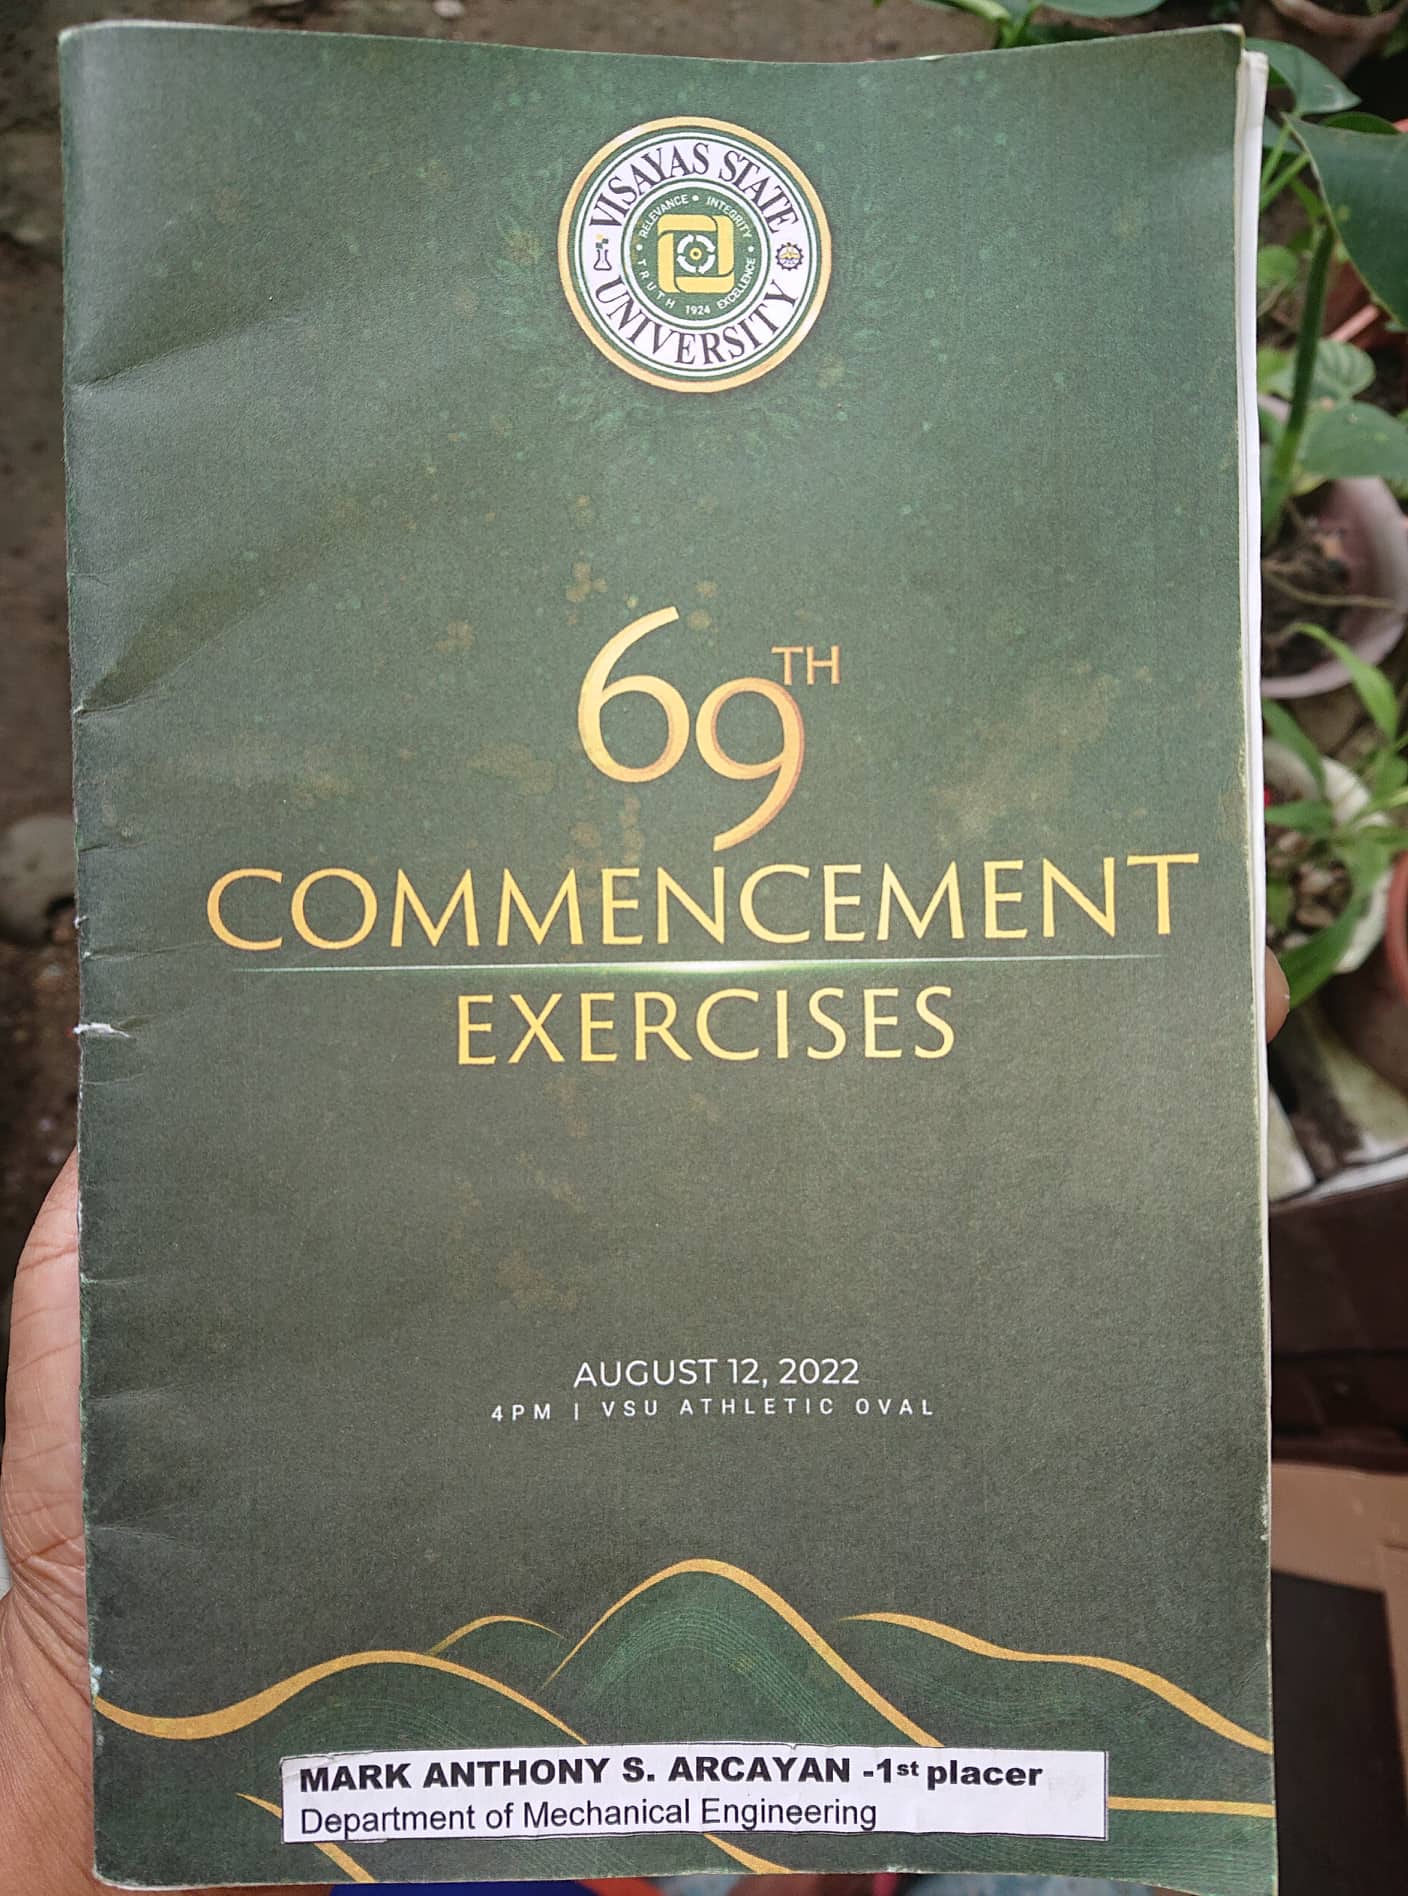 VISAYAS STATE
UNIVERSITY
RELEVANCE • INTEGRITY
TRUTH 1924 EXCELLENCE
69TH
COMMENCEMENT
EXERCISES
AUGUST 12, 2022
4PM | VSU ATHLETIC OVAL
MARK ANTHONY S. ARCAYAN -1st placer
Department of Mechanical Engineering